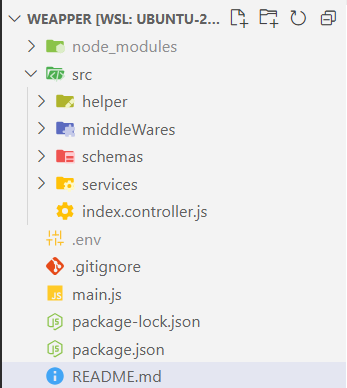 WEAPPER [WSL: UBUNTU-2...
node_modules
src
helper
middleWares
schemas
services
index.controller.js
.env
.gitignore
main.js
package-lock.json
package.json
README.md